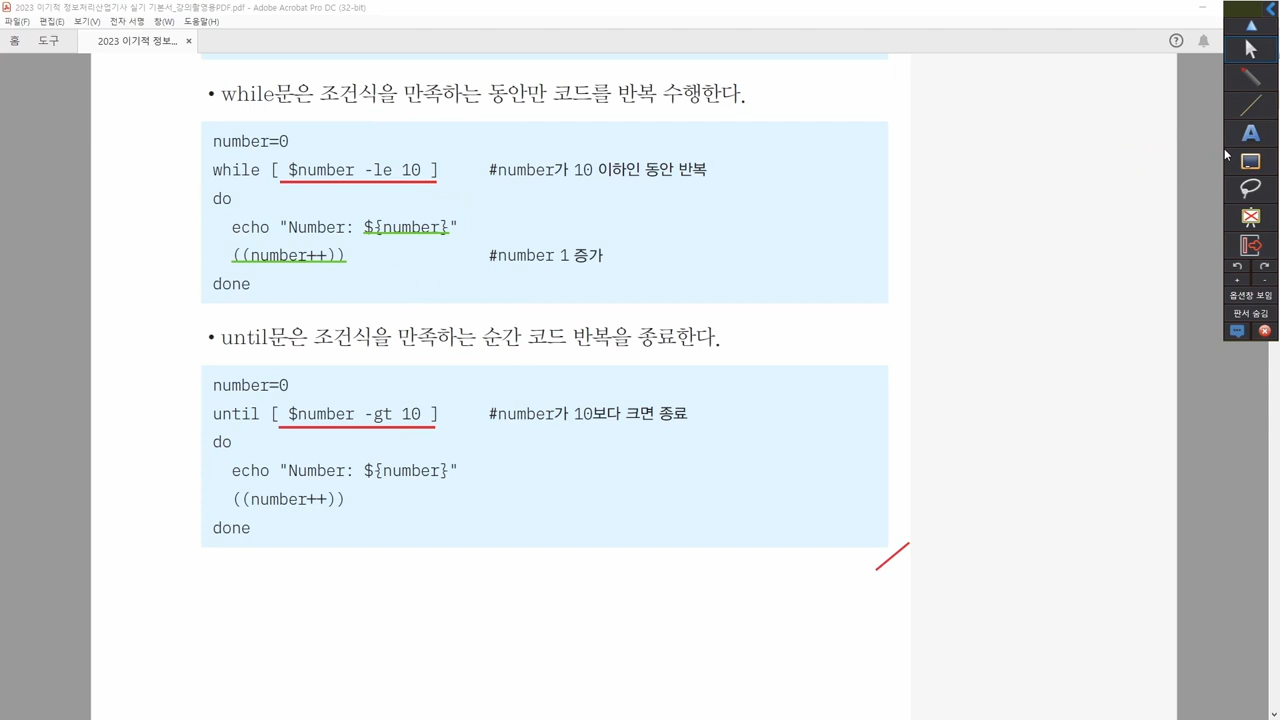 2023 이기적 정보처리산업기사 실기 기본서_강의촬영용PDF.pdf - Adobe Acrobat Pro DC (32-bit)
파일(F) 편집(E) 보기(V) 전자 서명 창(W) 도움말(H)
홈 도구 2023 이기적 정보... ×
• while문은 조건식을 만족하는 동안만 코드를 반복 수행한다.
number=0
while [ $number -le 10 ] #number가 10 이하인 동안 반복
do
echo "Number: ${number}"
((number++)) #number 1 증가
done
• until문은 조건식을 만족하는 순간 코드 반복을 종료한다.
number=0
until [ $number -gt 10 ] #number가 10보다 크면 종료
do
echo "Number: ${number}"
((number++))
done
A
+ -
옵션창 보임
판서 숨김